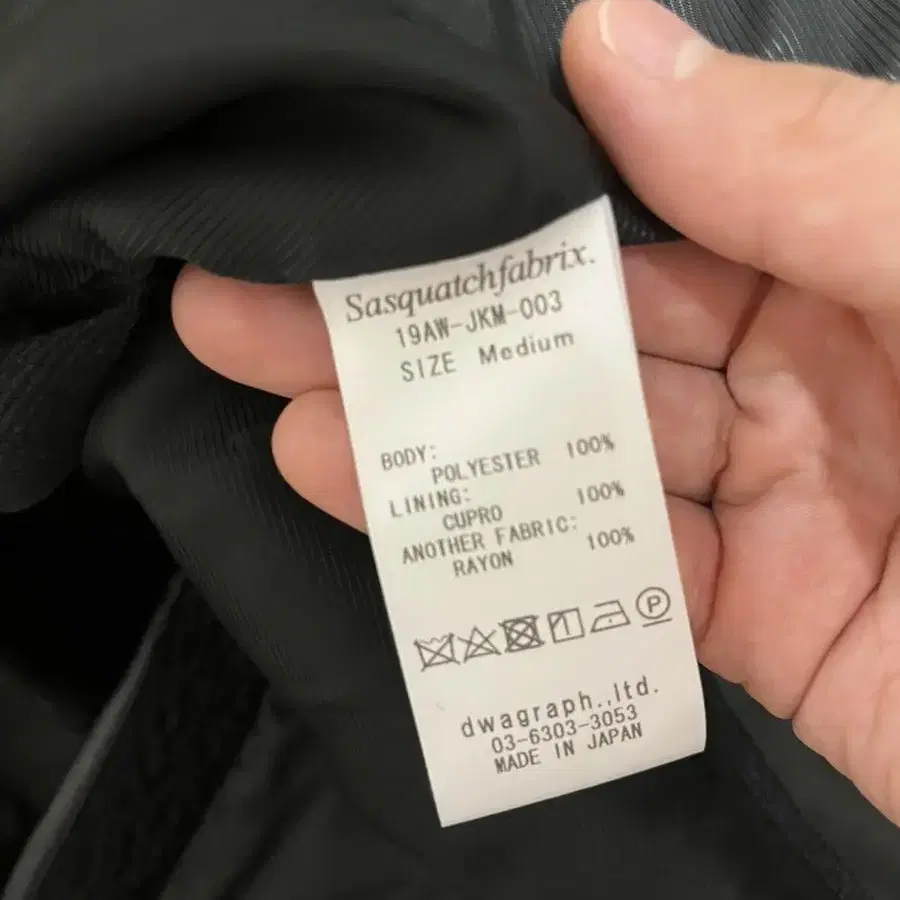 Sasquatchfabrix.
19AW-JKM-003
SIZE Medium
BODY:
POLYESTER 100%
LINING:
CUPRO 100%
ANOTHER FABRIC:
RAYON 100%
P
dwagraph.,ltd.
03-6303-3053
MADE IN JAPAN